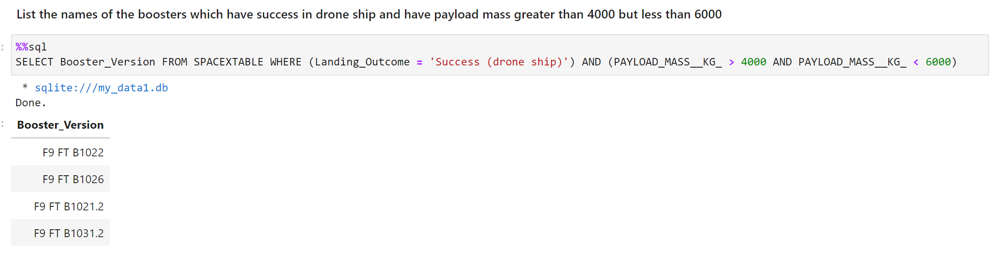 List the names of the boosters which have success in drone ship and have payload mass greater than 4000 but less than 6000
:
%%sql
SELECT Booster_Version FROM SPACEXTABLE WHERE (Landing_Outcome = 'Success (drone ship)') AND (PAYLOAD_MASS__KG_ > 4000 AND PAYLOAD_MASS__KG_ < 6000)
* sqlite:///my_data1.db
Done.
:
Booster_Version
F9 FT B1022
F9 FT B1026
F9 FT B1021.2
F9 FT B1031.2